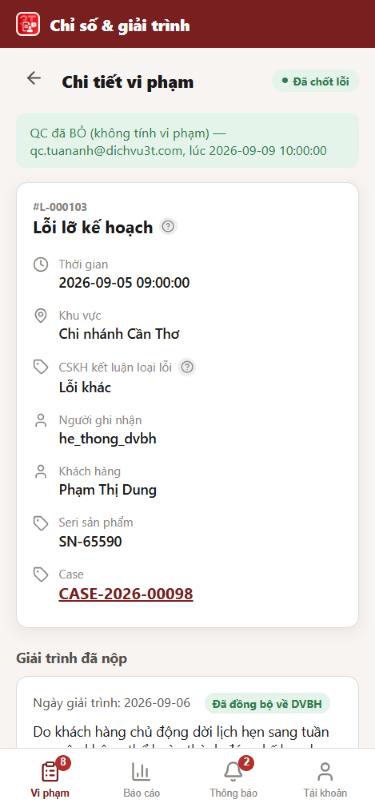 Chỉ số & giải trình
Chi tiết vi phạm
Đã chốt lỗi
QC đã BỎ (không tính vi phạm) —
qc.tuananh@dichvu3t.com, lúc 2026-09-09 10:00:00
#L-000103
Lỗi lỡ kế hoạch
Thời gian
2026-09-05 09:00:00
Khu vực
Chi nhánh Cần Thơ
CSKH kết luận loại lỗi
Lỗi khác
Người ghi nhận
he_thong_dvbh
Khách hàng
Phạm Thị Dung
Seri sản phẩm
SN-65590
Case
CASE-2026-00098
Giải trình đã nộp
Ngày giải trình: 2026-09-06 Đã đồng bộ về DVBH
Do khách hàng chủ động dời lịch hẹn sang tuần
8
2
Vi phạm
Báo cáo
Thông báo
Tài khoản